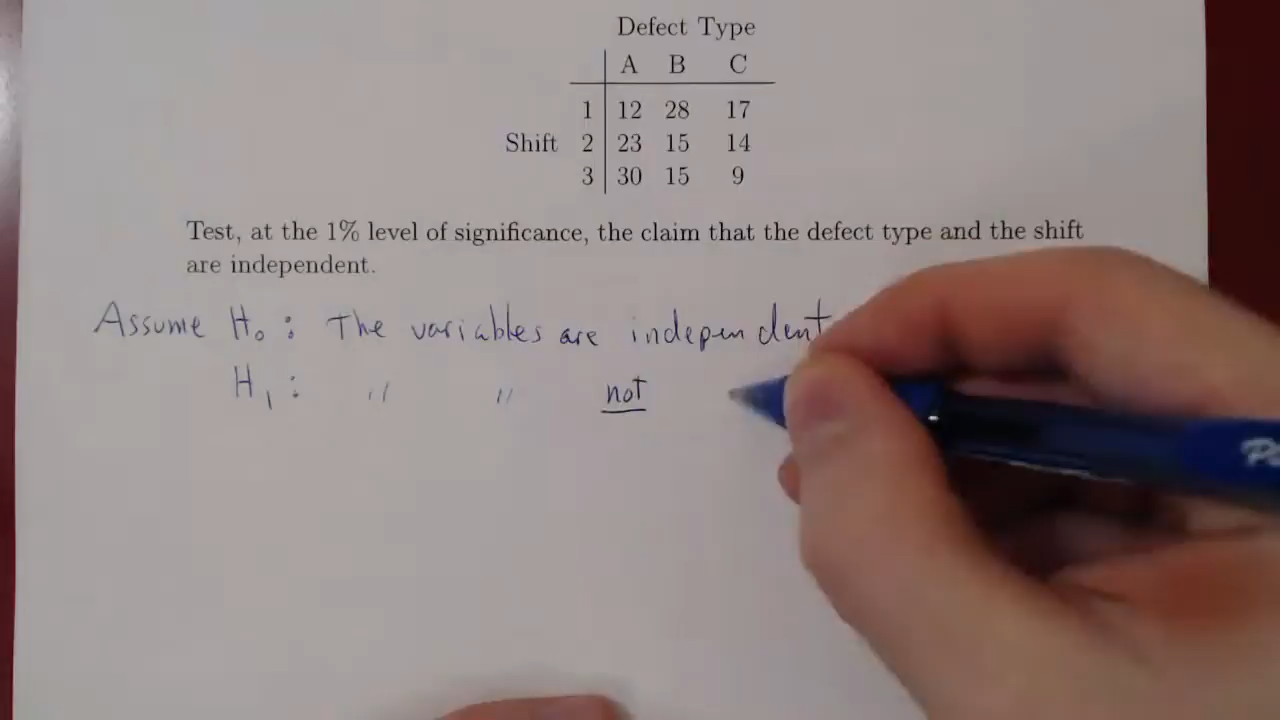 Defect Type
A B C
1 12 28 17
Shift 2 23 15 14
3 30 15 9
Test, at the 1% level of significance, the claim that the defect type and the shift
are independent.
Assume H₀: The variables are independent
H₁: " " not